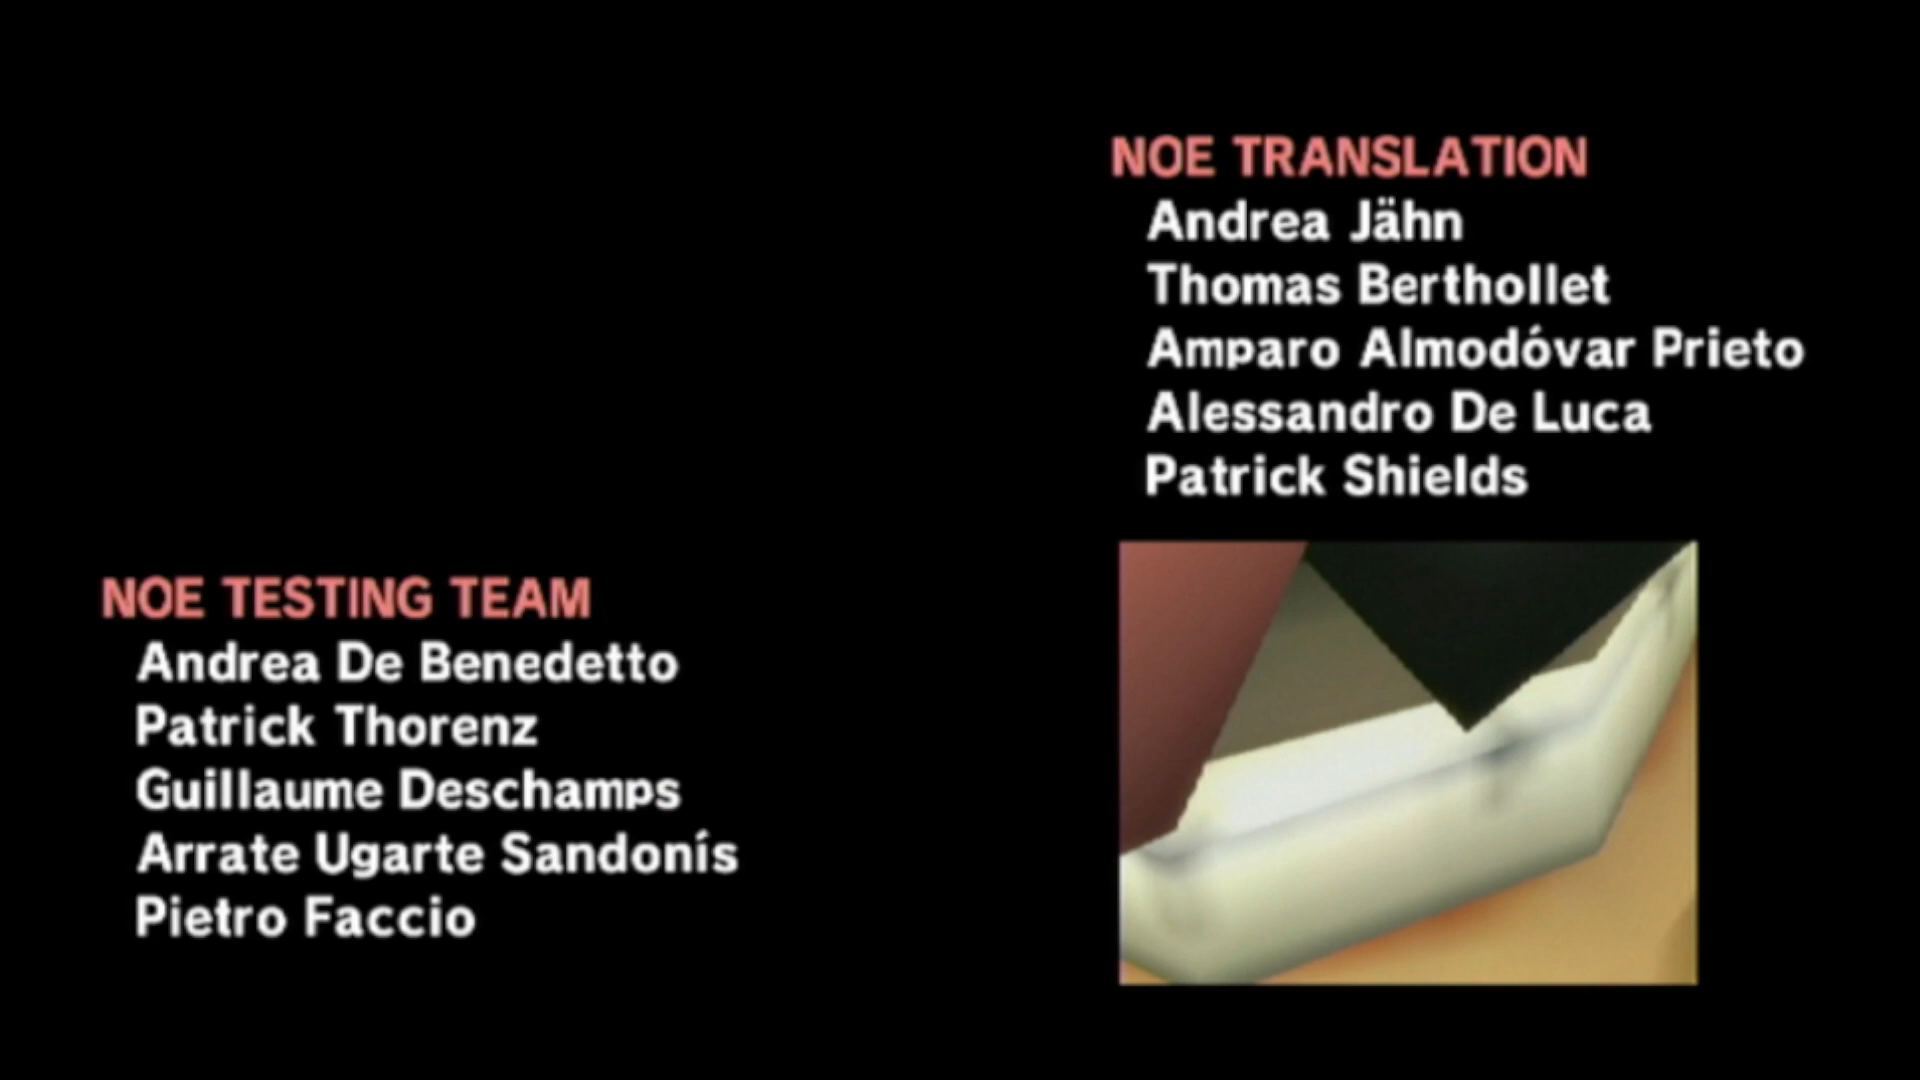 NOE TRANSLATION
Andrea Jähn
Thomas Berthollet
Amparo Almodóvar Prieto
Alessandro De Luca
Patrick Shields
NOE TESTING TEAM
Andrea De Benedetto
Patrick Thorenz
Guillaume Deschamps
Arrate Ugarte Sandonís
Pietro Faccio